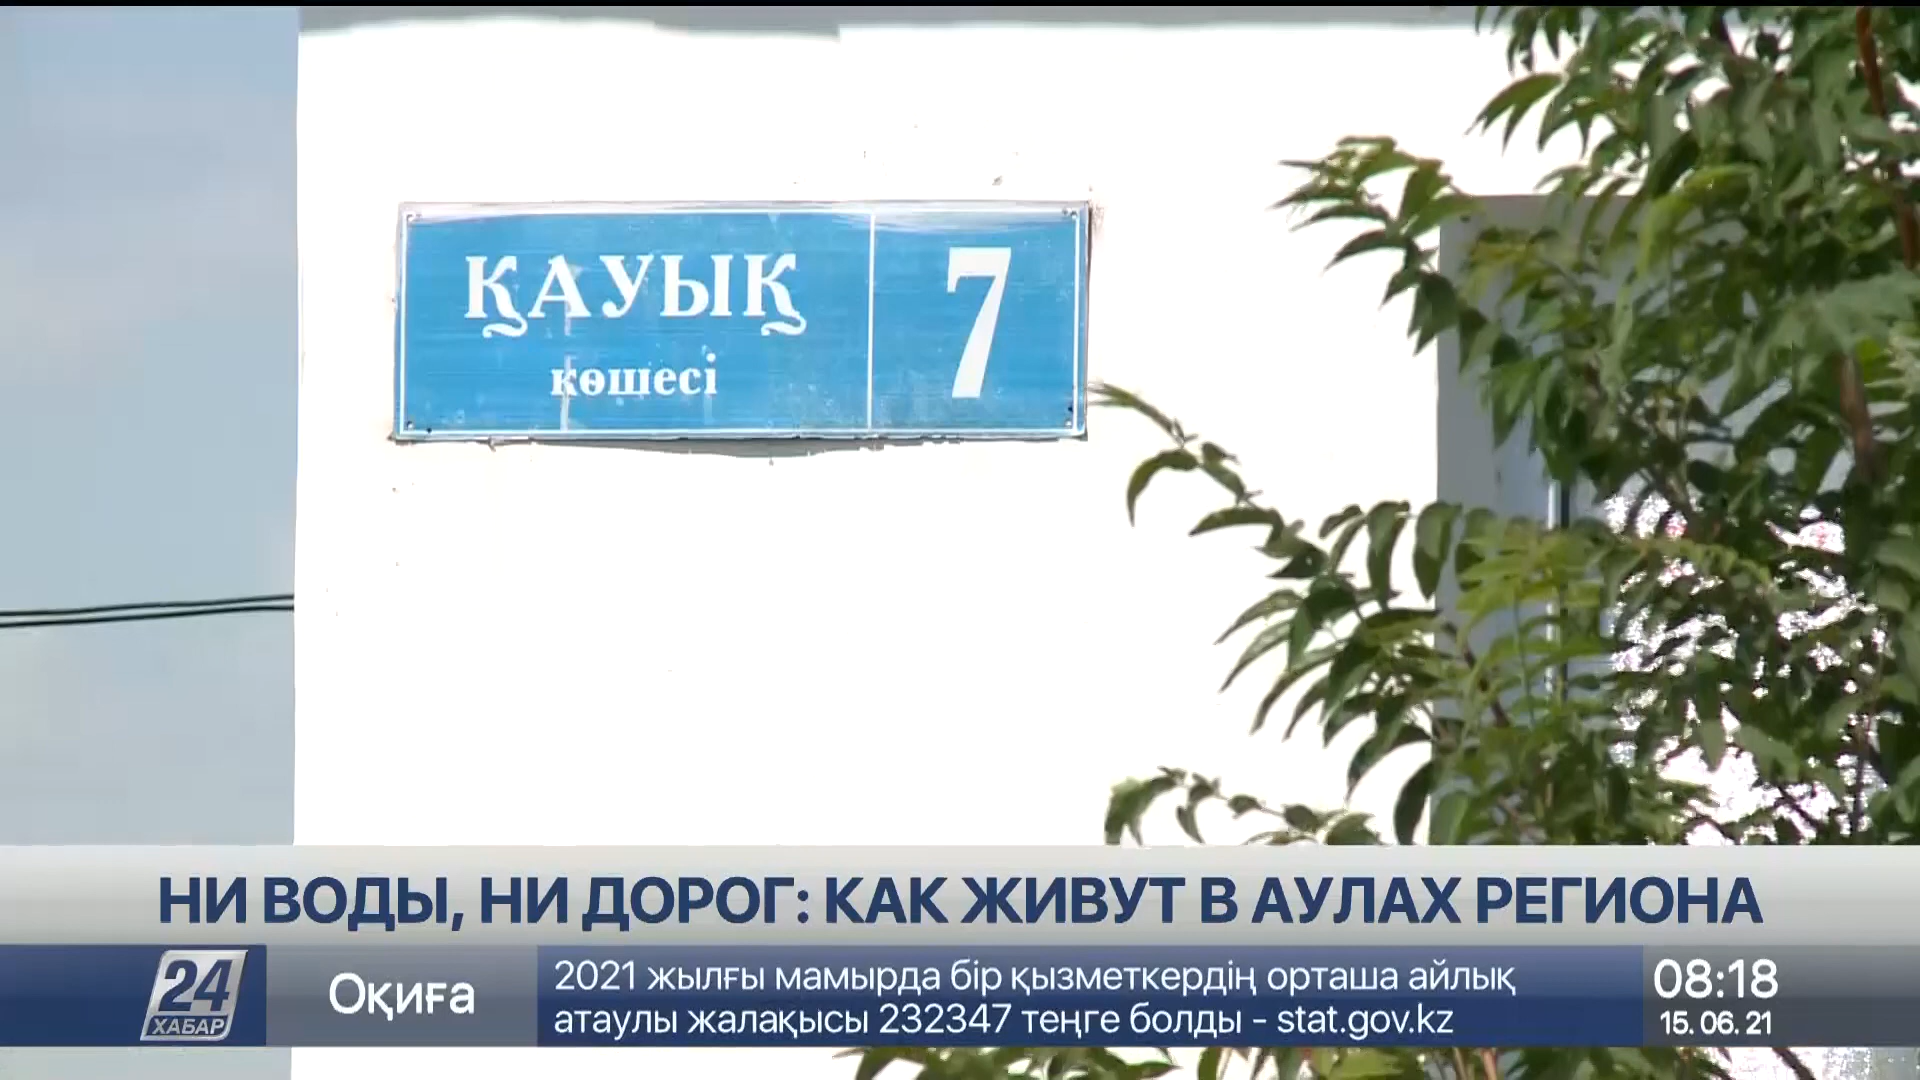 ҚАУЫҚ
көшесі
7
НИ ВОДЫ, НИ ДОРОГ: КАК ЖИВУТ В АУЛАХ РЕГИОНА
24
ХАБАР
Оқиға
2021 жылғы мамырда бір қызметкердің орташа айлық
атаулы жалақысы 232347 теңге болды - stat.gov.kz
08:18
15. 06. 21